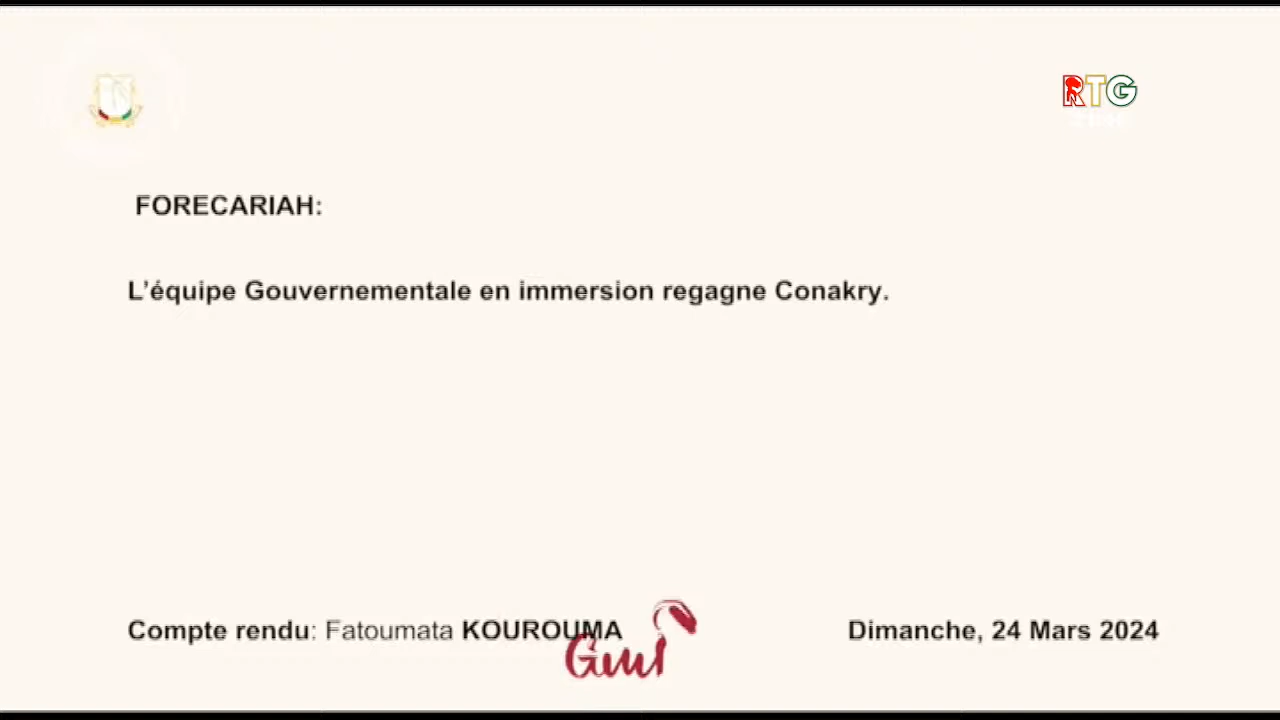 RTG
FORECARIAH:
L'équipe Gouvernementale en immersion regagne Conakry.
Compte rendu: Fatoumata KOUROUMA
Dimanche, 24 Mars 2024